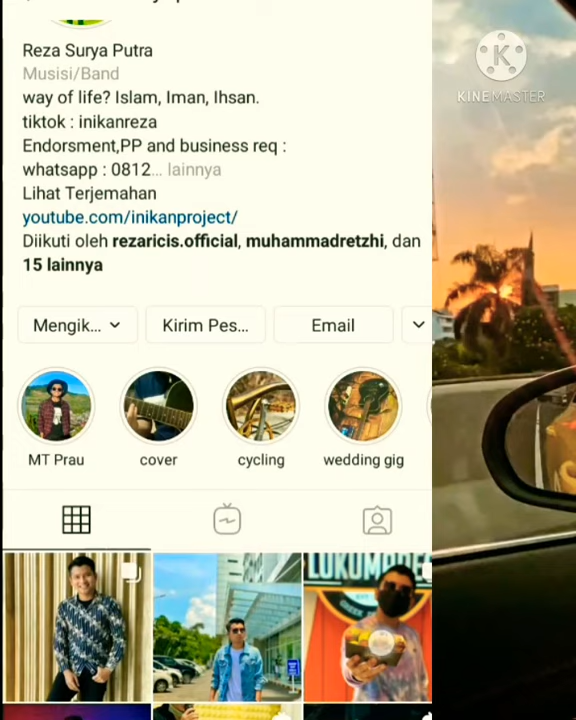 Reza Surya Putra
Musisi/Band
way of life? Islam, Iman, Ihsan.
tiktok : inikanreza
Endorsment,PP and business req :
whatsapp : 0812... lainnya
Lihat Terjemahan
youtube.com/inikanproject/
Diikuti oleh rezaricis.official, muhammadretzhi, dan
15 lainnya
Mengik... Kirim Pes... Email
MT Prau cover cycling wedding gig
KINEMASTER